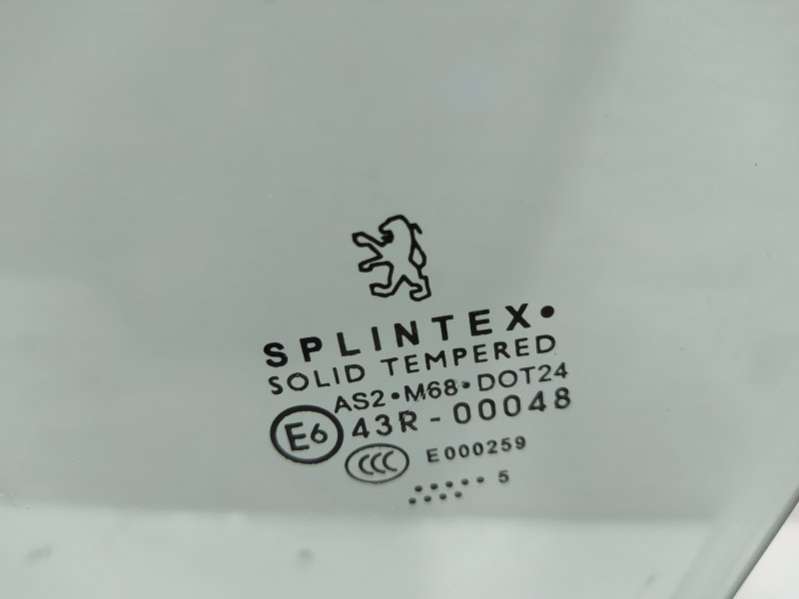 SPLINTEX•
SOLID TEMPERED
AS2•M68•DOT24
E6 43R-00048
CCC E000259
5